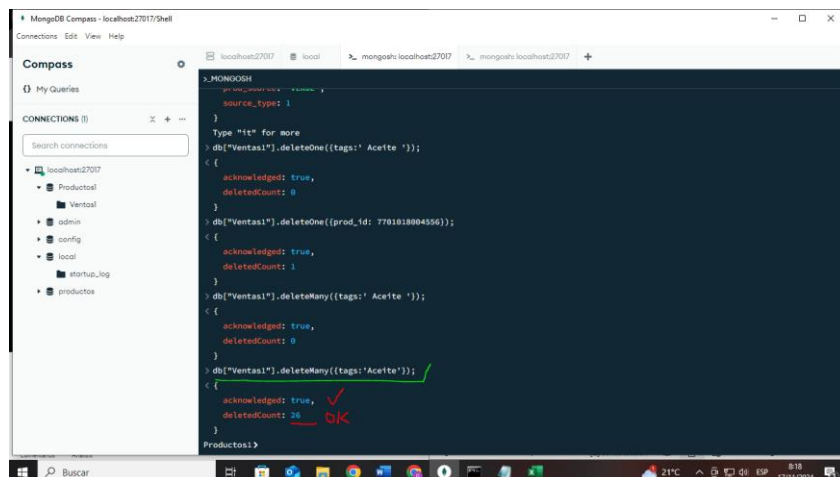 MongoDB Compass - localhost:27017/Shell
Connections Edit View Help
Compass
My Queries
CONNECTIONS (1)
Search connections
localhost:27017
Productos1
Ventas1
admin
config
local
startup_log
productos
localhost:27017 local mongosh: localhost:27017 mongosh: localhost:27017 +
>_MONGOSH
source_type: 1
}
Type "it" for more
> db["Ventas1"].deleteOne({tags:' Aceite '});
< {
acknowledged: true,
deletedCount: 0
}
> db["Ventas1"].deleteOne({prod_id: 7701018004556});
< {
acknowledged: true,
deletedCount: 1
}
> db["Ventas1"].deleteMany({tags:' Aceite '});
< {
acknowledged: true,
deletedCount: 0
}
> db["Ventas1"].deleteMany({tags:'Aceite'});
< {
acknowledged: true,
deletedCount: 26 OK
}
Productos1>
Buscar
21°C ESP 8:18
17/11/2024